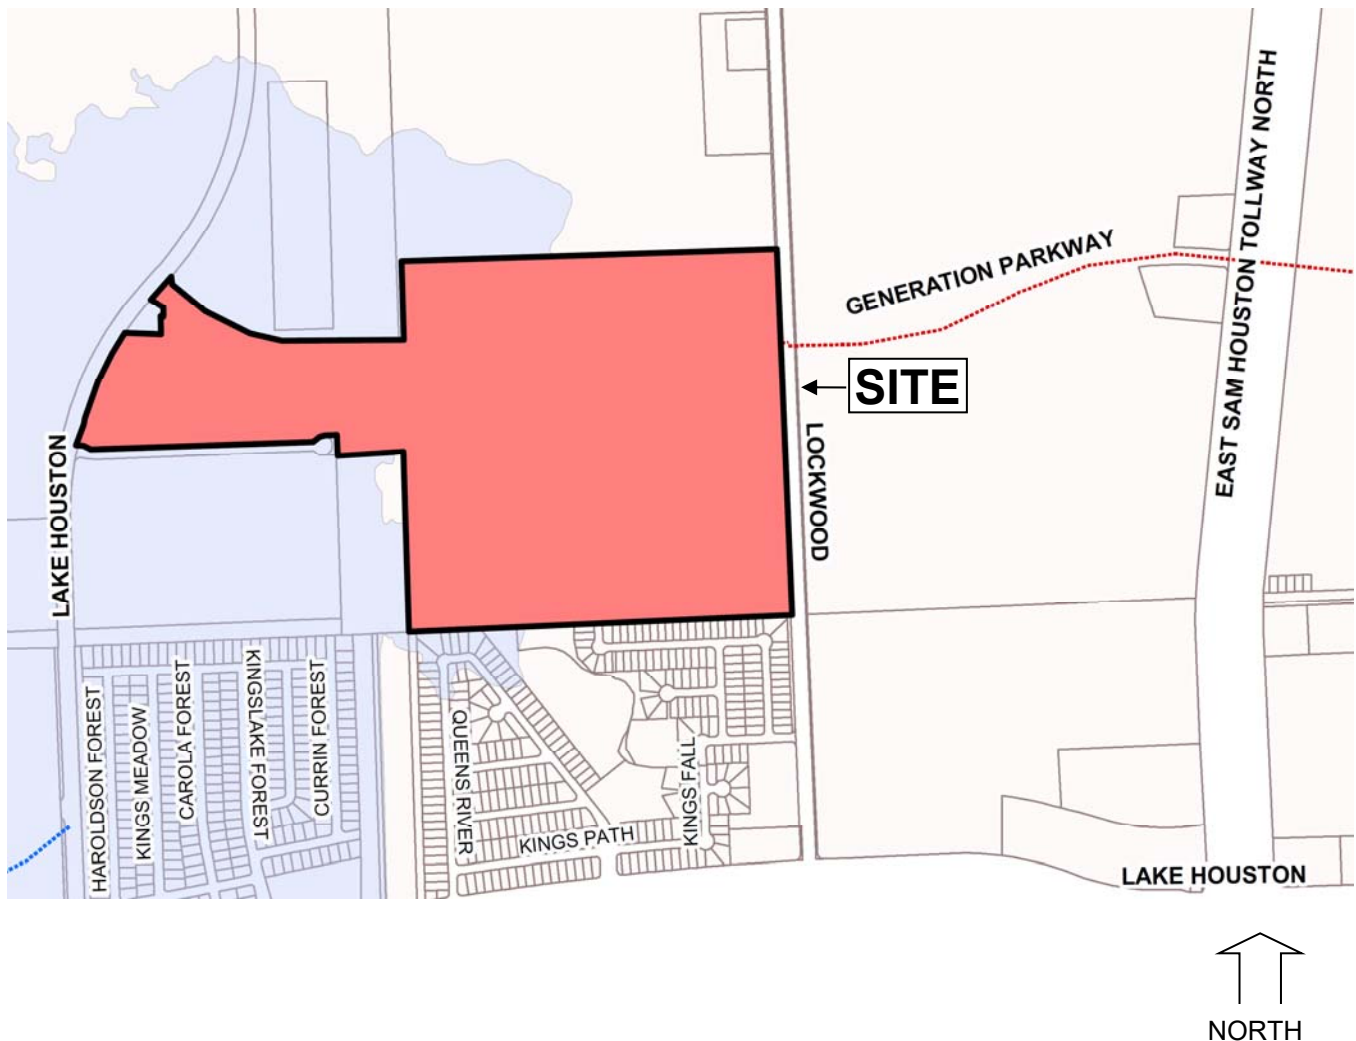 EAST SAM HOUSTON TOLLWAY NORTH
GENERATION PARKWAY
SITE
LOCKWOOD
LAKE HOUSTON
HAROLDSON FOREST
KINGS MEADOW
CAROLA FOREST
KINGSLAKE FOREST
CURRIN FOREST
QUEENS RIVER
KINGS PATH
KINGS FALL
LAKE HOUSTON
NORTH